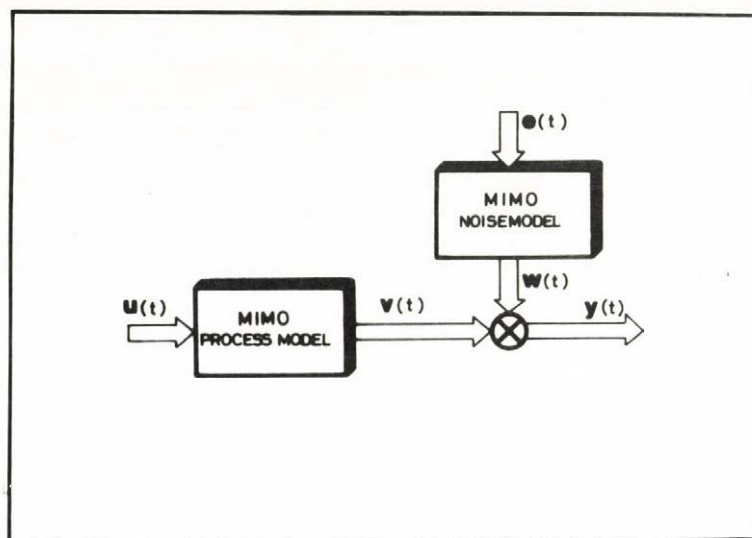 e(t)
MIMO
NOISEMODEL
w(t)
u(t)
MIMO
PROCESS MODEL
v(t)
y(t)